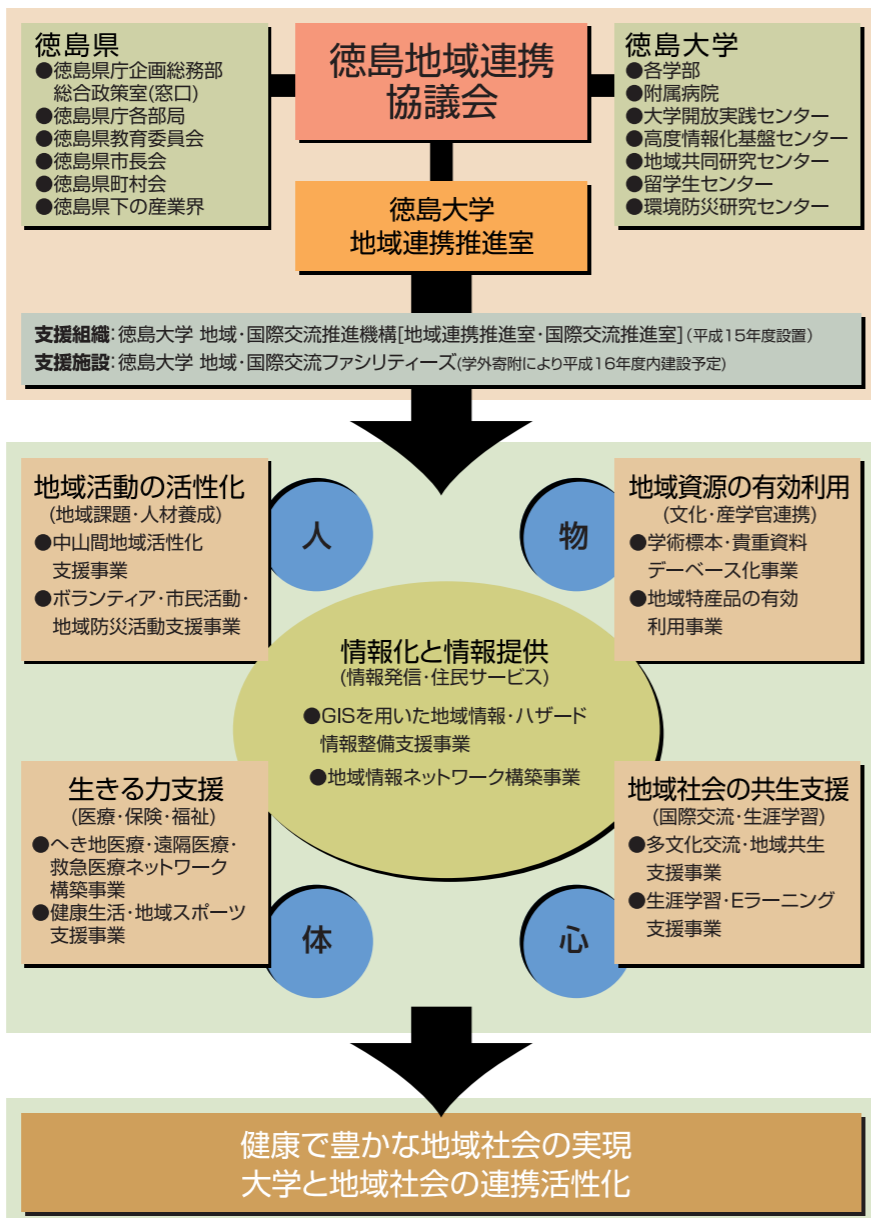 徳島県
●徳島県庁企画総務部
総合政策室(窓口)
●徳島県庁各部局
●徳島県教育委員会
●徳島県市長会
●徳島県町村会
●徳島県下の産業界
徳島地域連携
協議会
徳島大学
●各学部
●附属病院
●大学開放実践センター
●高度情報化基盤センター
●地域共同研究センター
●留学生センター
●環境防災研究センター
徳島大学
地域連携推進室
支援組織:徳島大学 地域・国際交流推進機構[地域連携推進室・国際交流推進室](平成15年度設置)
支援施設:徳島大学 地域・国際交流ファシリティーズ(学外寄附により平成16年度内建設予定)
地域活動の活性化
(地域課題・人材養成)
●中山間地域活性化
支援事業
●ボランティア・市民活動・
地域防災活動支援事業
人
物
地域資源の有効利用
(文化・産学官連携)
●学術標本・貴重資料
データーベース化事業
●地域特産品の有効
利用事業
情報化と情報提供
(情報発信・住民サービス)
●GISを用いた地域情報・ハザード
情報整備支援事業
●地域情報ネットワーク構築事業
生きる力支援
(医療・保険・福祉)
●へき地医療・遠隔医療・
救急医療ネットワーク
構築事業
●健康生活・地域スポーツ
支援事業
体
心
地域社会の共生支援
(国際交流・生涯学習)
●多文化交流・地域共生
支援事業
●生涯学習・Eラーニング
支援事業
健康で豊かな地域社会の実現
大学と地域社会の連携活性化